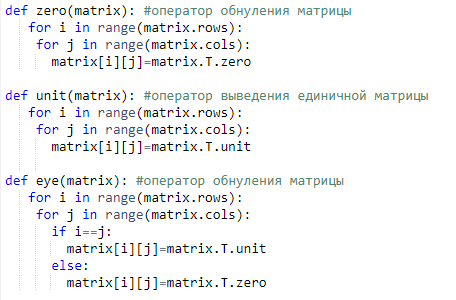 def zero(matrix): #оператор обнуления матрицы
for i in range(matrix.rows):
for j in range(matrix.cols):
matrix[i][j]=matrix.T.zero
def unit(matrix): #оператор выведения единичной матрицы
for i in range(matrix.rows):
for j in range(matrix.cols):
matrix[i][j]=matrix.T.unit
def eye(matrix): #оператор обнуления матрицы
for i in range(matrix.rows):
for j in range(matrix.cols):
if i==j:
matrix[i][j]=matrix.T.unit
else:
matrix[i][j]=matrix.T.zero